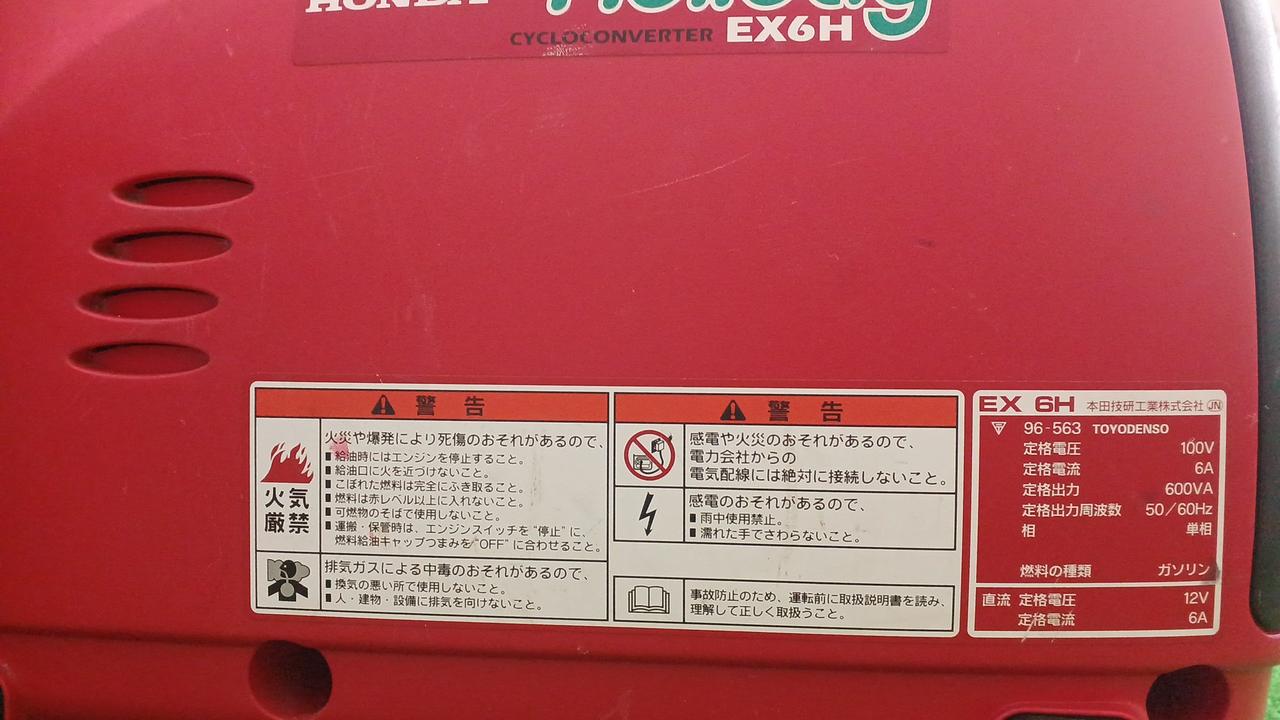 HONDA
CYCLOCONVERTER EX6H
警告
火気
厳禁
火災や爆発により死傷のおそれがあるので、
■ 給油時にはエンジンを停止すること。
■ 給油口に火を近づけないこと。
■ こぼれた燃料は完全にふき取ること。
■ 燃料は赤レベル以上に入れないこと。
■ 可燃物のそばで使用しないこと。
■ 運搬・保管時は、エンジンスイッチを“停止”に、
燃料給油キャップつまみを“OFF”に合わせること。
排気ガスによる中毒のおそれがあるので、
■ 換気の悪い所で使用しないこと。
■ 人・建物・設備に排気を向けないこと。
警告
感電や火災のおそれがあるので、
電力会社からの
電気配線には絶対に接続しないこと。
感電のおそれがあるので、
■ 雨中使用禁止。
■ 濡れた手でさわらないこと。
事故防止のため、運転前に取扱説明書を読み、
理解して正しく取扱うこと。
EX 6H 本田技研工業株式会社 JN
96-563 TOYODENSO
定格電圧 100V
定格電流 6A
定格出力 600VA
定格出力周波数 50/60Hz
相 単相
燃料の種類 ガソリン
直流 定格電圧 12V
定格電流 6A